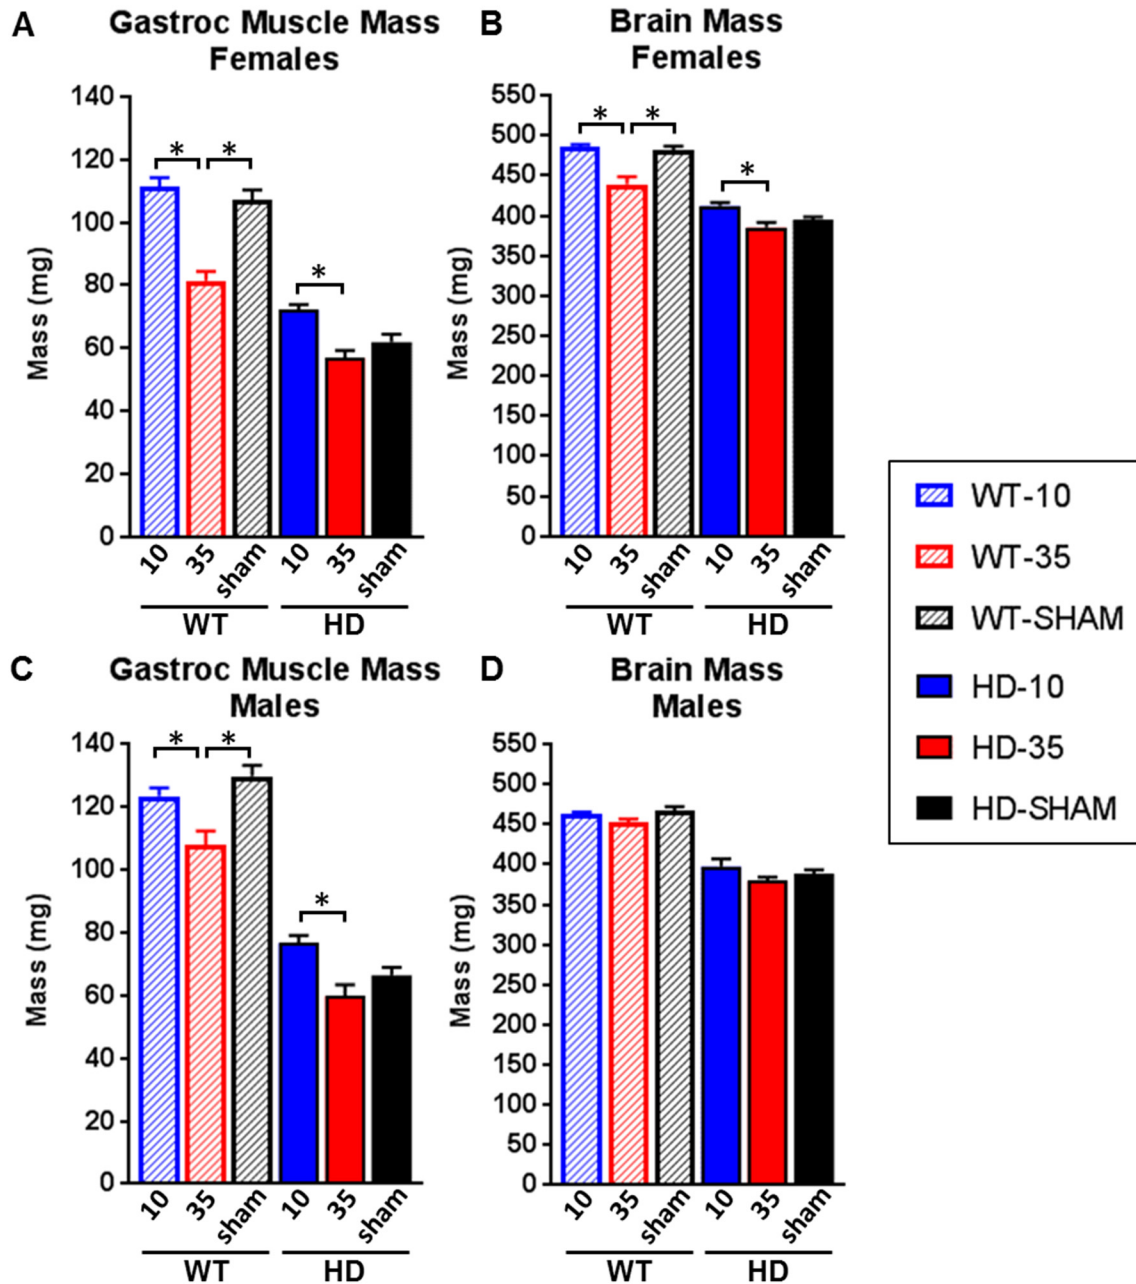 A
Gastroc Muscle Mass
Females
Mass (mg)
140
120
100
80
60
40
20
0
* *
*
10 35 sham 10 35 sham
WT HD
B
Brain Mass
Females
Mass (mg)
550
500
450
400
350
300
250
200
150
100
50
0
* *
*
10 35 sham 10 35 sham
WT HD
WT-10
WT-35
WT-SHAM
HD-10
HD-35
HD-SHAM
C
Gastroc Muscle Mass
Males
Mass (mg)
140
120
100
80
60
40
20
0
* *
*
10 35 sham 10 35 sham
WT HD
D
Brain Mass
Males
Mass (mg)
550
500
450
400
350
300
250
200
150
100
50
0
10 35 sham 10 35 sham
WT HD